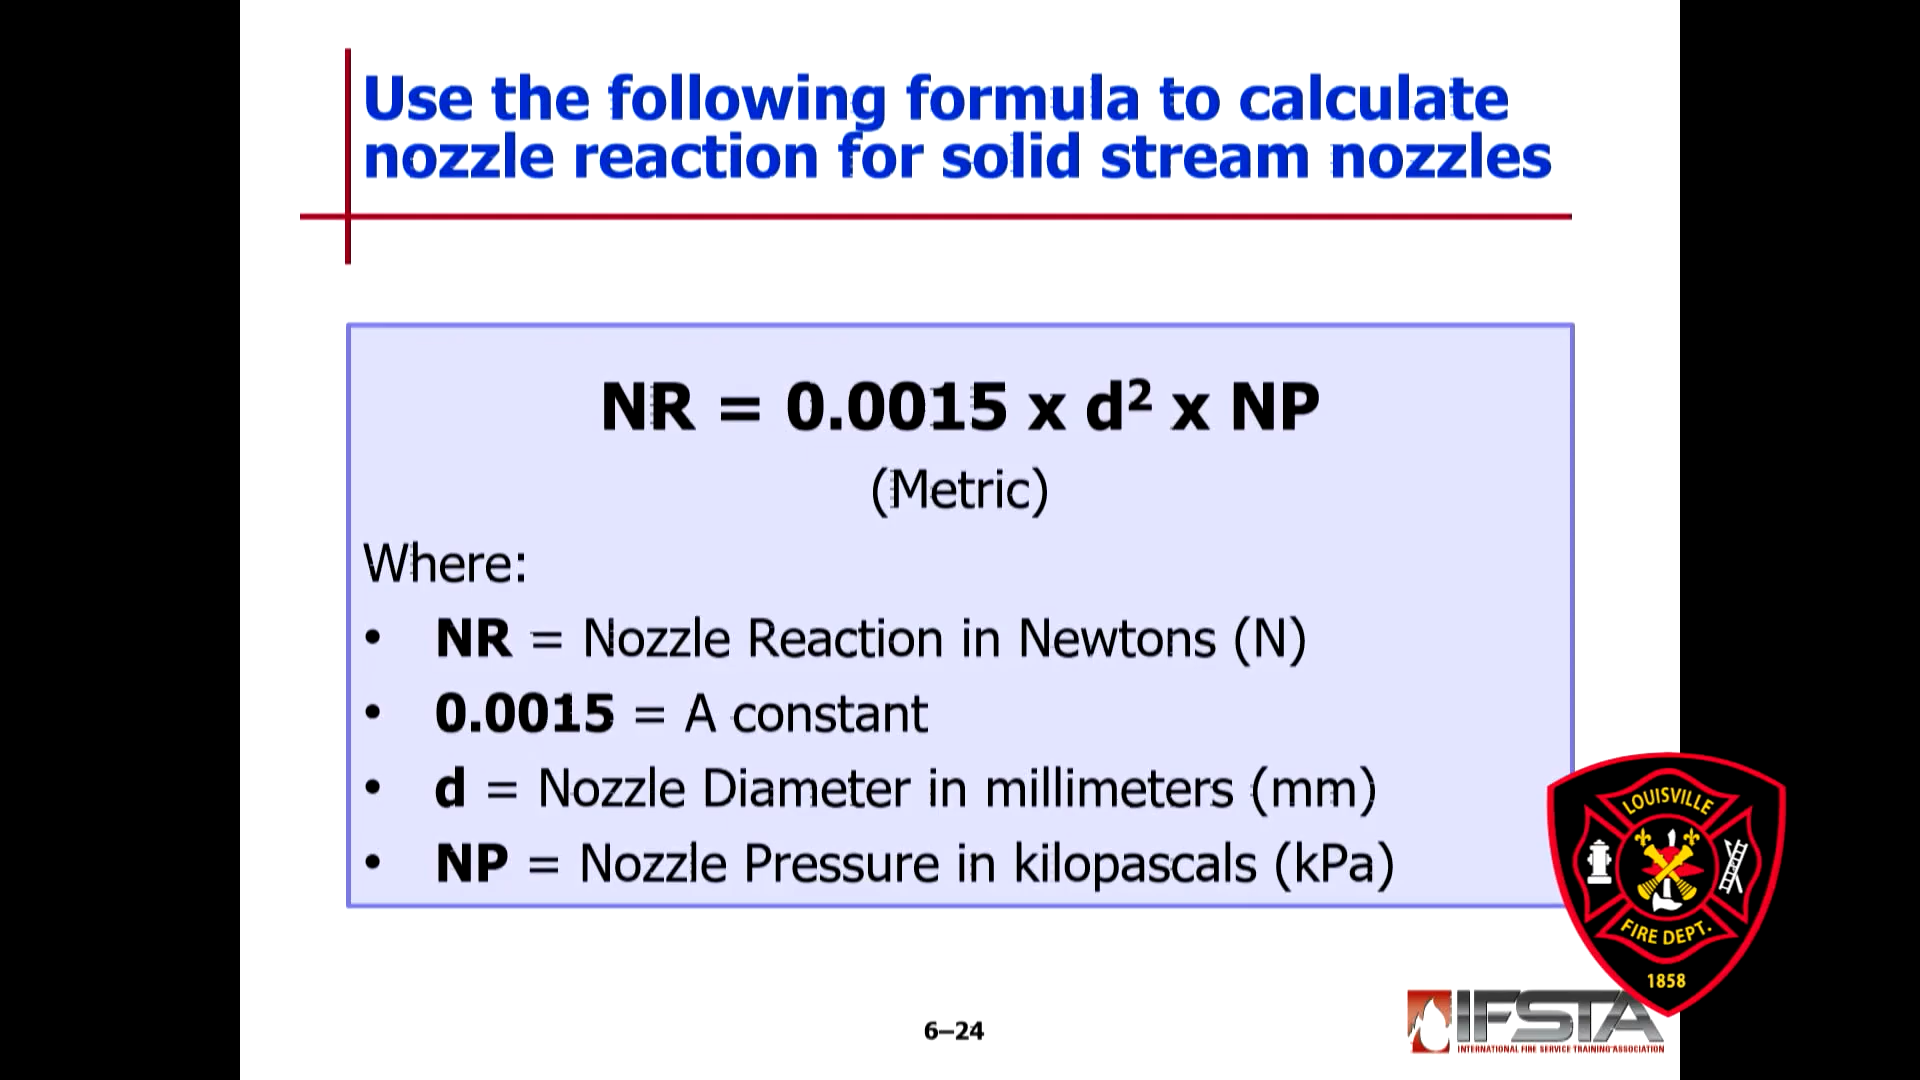 Use the following formula to calculate
nozzle reaction for solid stream nozzles
NR = 0.0015 x d² x NP
(Metric)
Where:
• NR = Nozzle Reaction in Newtons (N)
• 0.0015 = A constant
• d = Nozzle Diameter in millimeters (mm)
• NP = Nozzle Pressure in kilopascals (kPa)
LOUISVILLE
FIRE DEPT.
1858
6–24
IFSTA
INTERNATIONAL FIRE SERVICE TRAINING ASSOCIATION